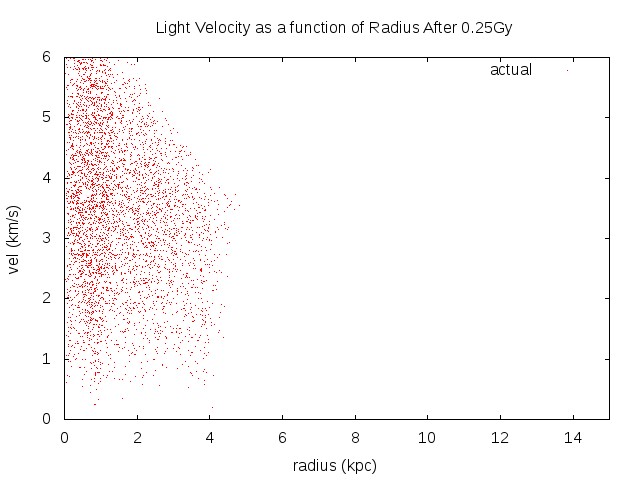 Light Velocity as a function of Radius After 0.25Gy
actual
6
5
4
3
2
1
0
vel (km/s)
0 2 4 6 8 10 12 14
radius (kpc)